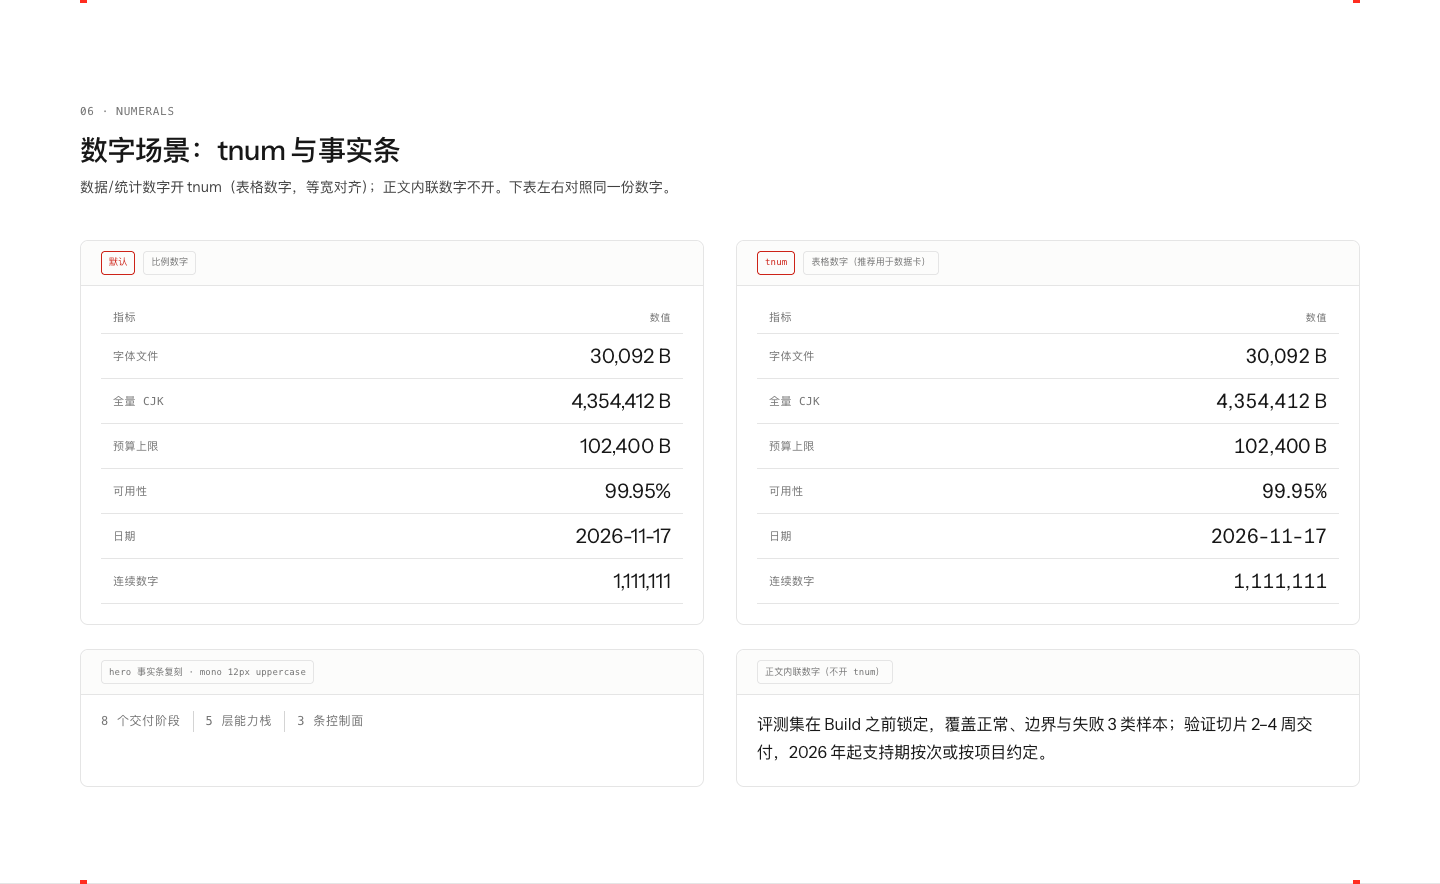 06 · NUMERALS
数字场景：tnum 与事实条
数据/统计数字开 tnum（表格数字，等宽对齐）；正文内联数字不开。下表左右对照同一份数字。
默认 比例数字
指标 数值
字体文件 30,092 B
全量 CJK 4,354,412 B
预算上限 102,400 B
可用性 99.95%
日期 2026-11-17
连续数字 1,111,111
tnum 表格数字（推荐用于数据卡）
指标 数值
字体文件 30,092 B
全量 CJK 4,354,412 B
预算上限 102,400 B
可用性 99.95%
日期 2026-11-17
连续数字 1,111,111
hero 事实条复刻 · mono 12px uppercase
8 个交付阶段 5 层能力栈 3 条控制面
正文内联数字（不开 tnum）
评测集在 Build 之前锁定，覆盖正常、边界与失败 3 类样本；验证切片 2–4 周交
付，2026 年起支持期按次或按项目约定。